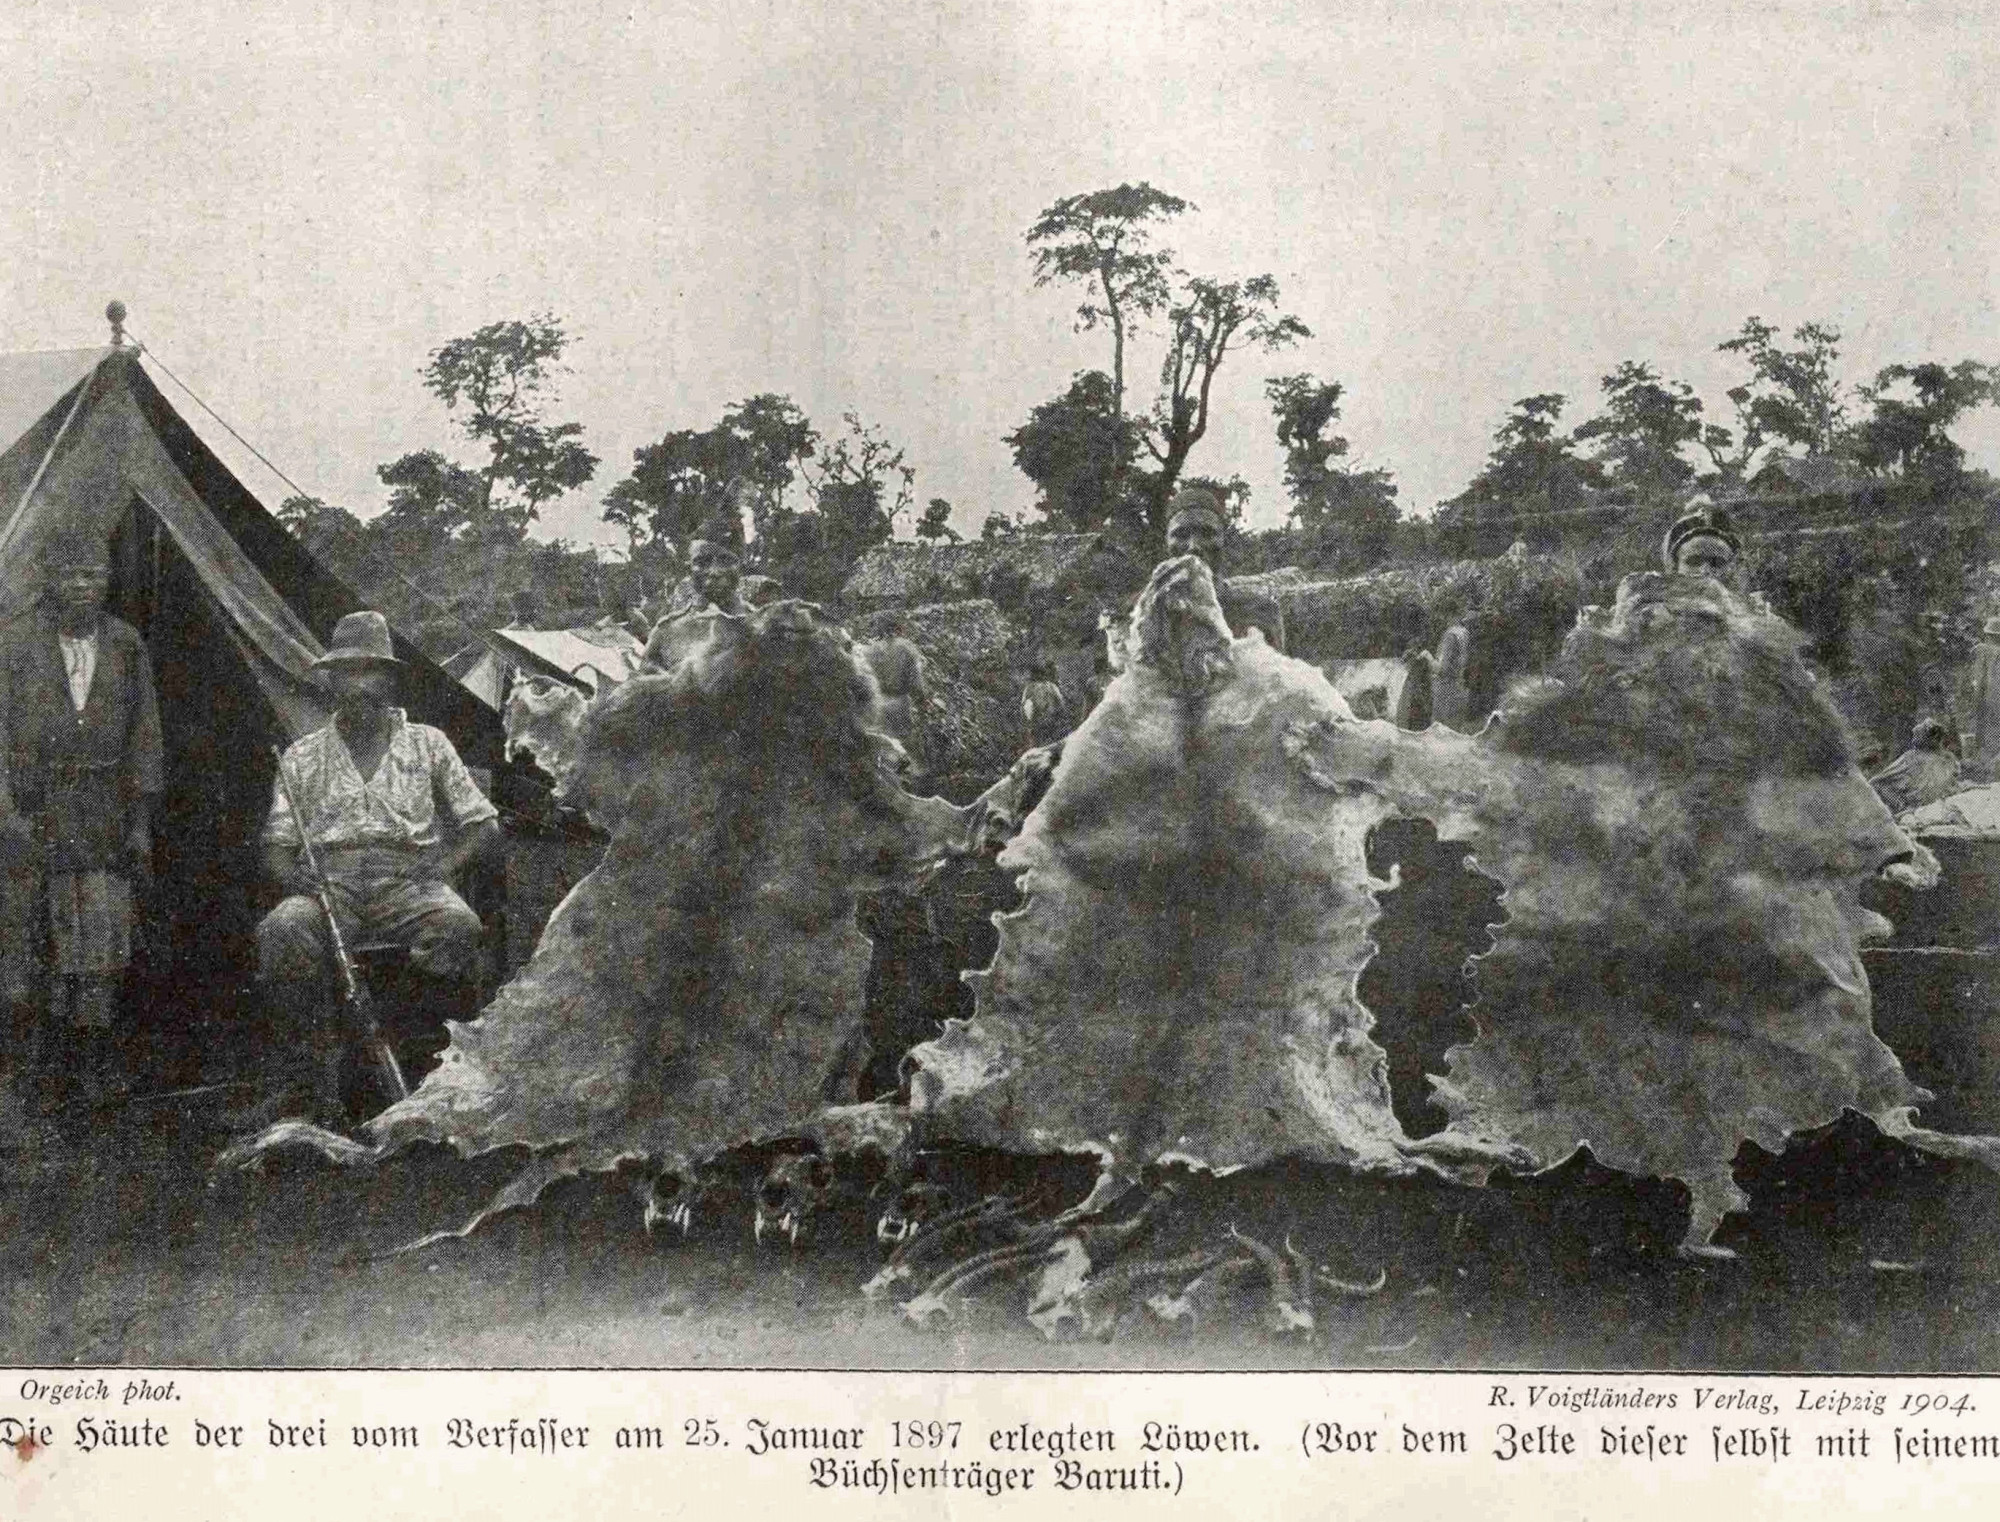 Orgeich phot.
R. Voigtländers Verlag, Leipzig 1904.
Die Häute der drei vom Verfasser am 25. Januar 1897 erlegten Löwen. (Vor dem Zelte dieser selbst mit seinem
Büchsenträger Baruti.)